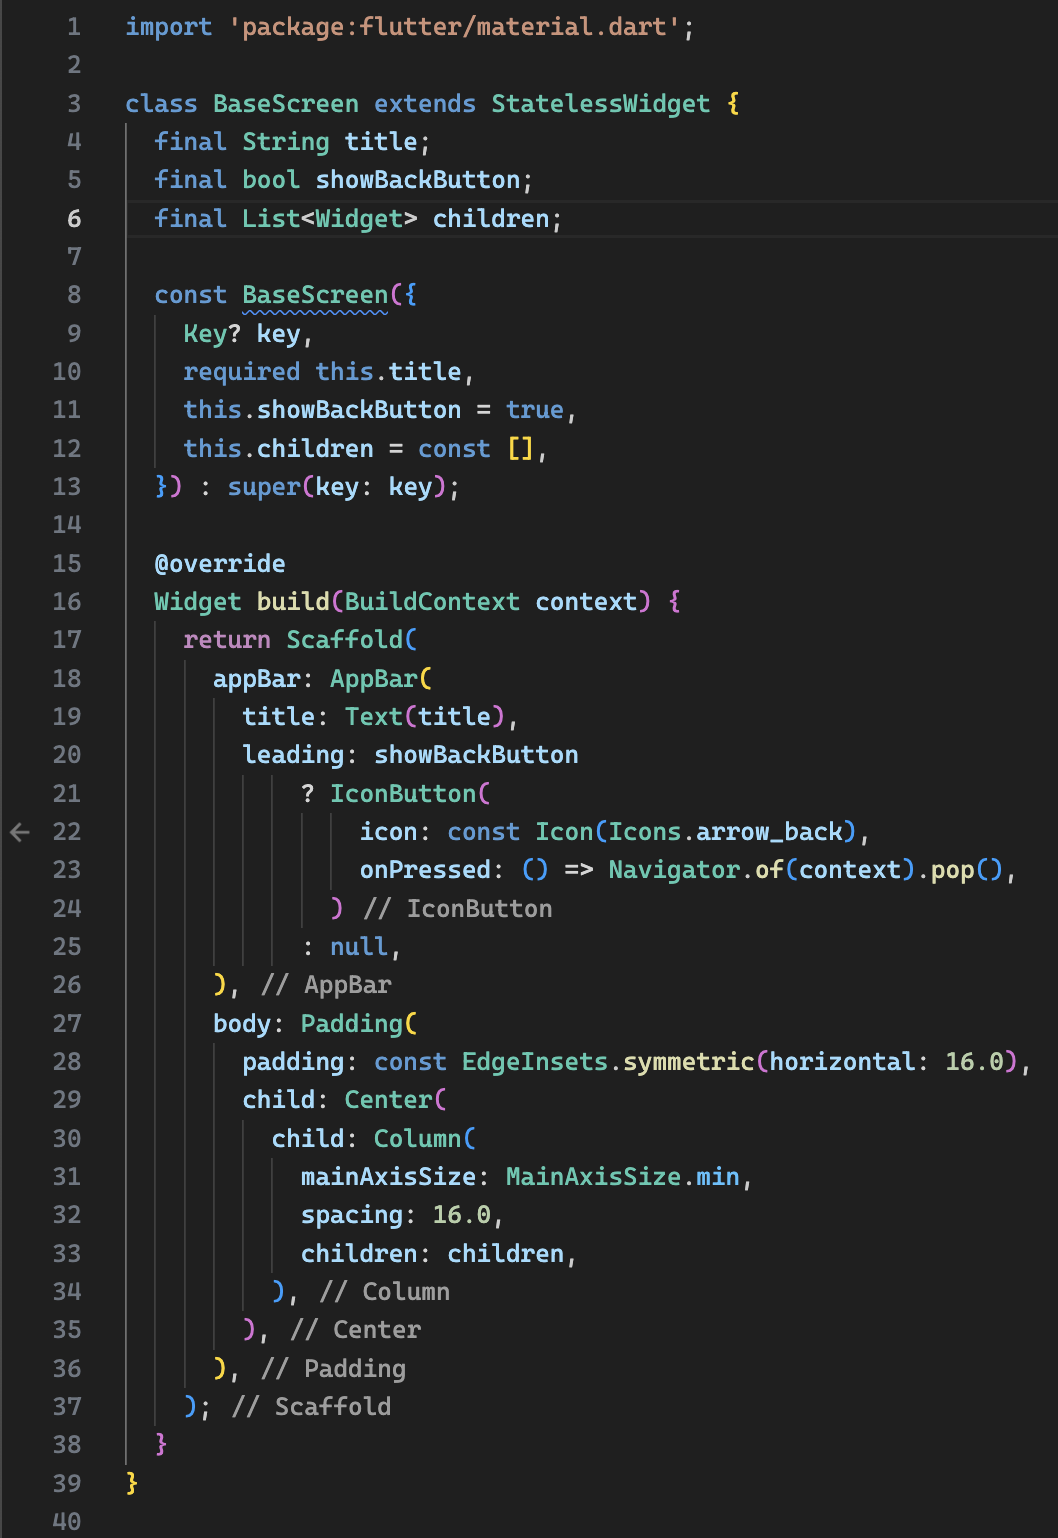 1 import 'package:flutter/material.dart';
2
3 class BaseScreen extends StatelessWidget {
4   final String title;
5   final bool showBackButton;
6   final List<Widget> children;
7
8   const BaseScreen({
9     Key? key,
10     required this.title,
11     this.showBackButton = true,
12     this.children = const [],
13   }) : super(key: key);
14
15   @override
16   Widget build(BuildContext context) {
17     return Scaffold(
18       appBar: AppBar(
19         title: Text(title),
20         leading: showBackButton
21             ? IconButton(
22                 icon: const Icon(Icons.arrow_back),
23                 onPressed: () => Navigator.of(context).pop(),
24               ) // IconButton
25             : null,
26       ), // AppBar
27       body: Padding(
28         padding: const EdgeInsets.symmetric(horizontal: 16.0),
29         child: Center(
30           child: Column(
31             mainAxisSize: MainAxisSize.min,
32             spacing: 16.0,
33             children: children,
34           ), // Column
35         ), // Center
36       ), // Padding
37     ); // Scaffold
38   }
39 }
40